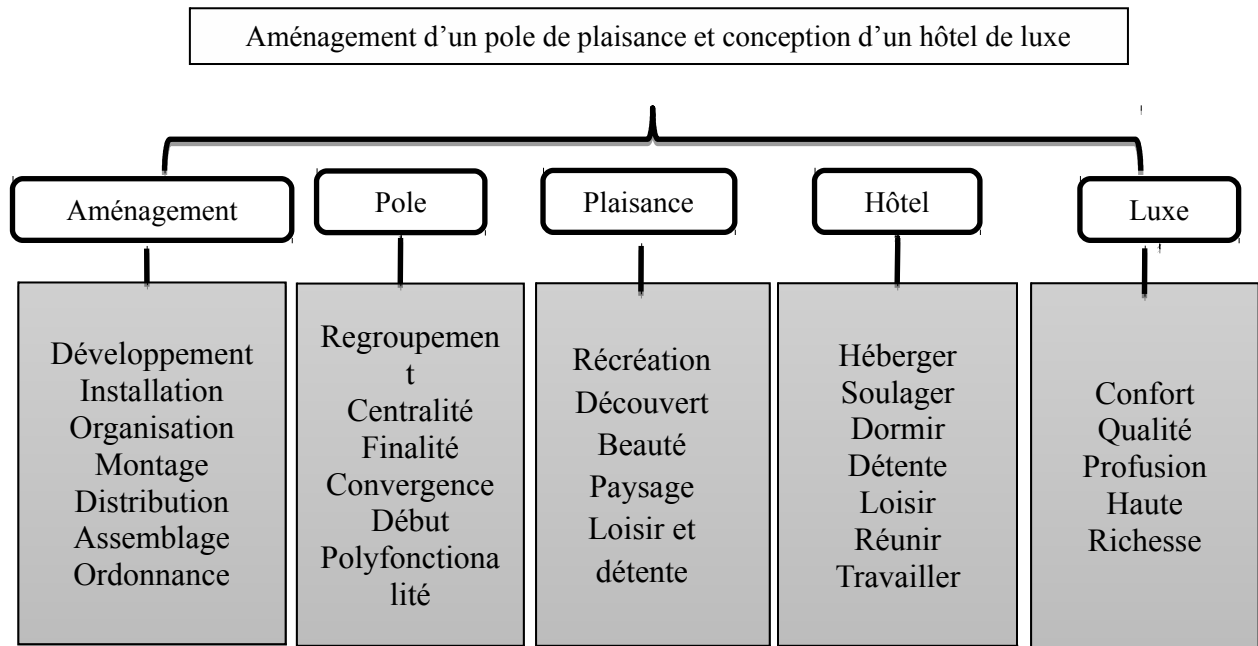 Aménagement d’un pole de plaisance et conception d’un hôtel de luxe
Aménagement
Pole
Plaisance
Hôtel
Luxe
Développement
Installation
Organisation
Montage
Distribution
Assemblage
Ordonnance
Regroupemen
t
Centralité
Finalité
Convergence
Début
Polyfonctiona
lité
Récréation
Découvert
Beauté
Paysage
Loisir et
détente
Héberger
Soulager
Dormir
Détente
Loisir
Réunir
Travailler
Confort
Qualité
Profusion
Haute
Richesse